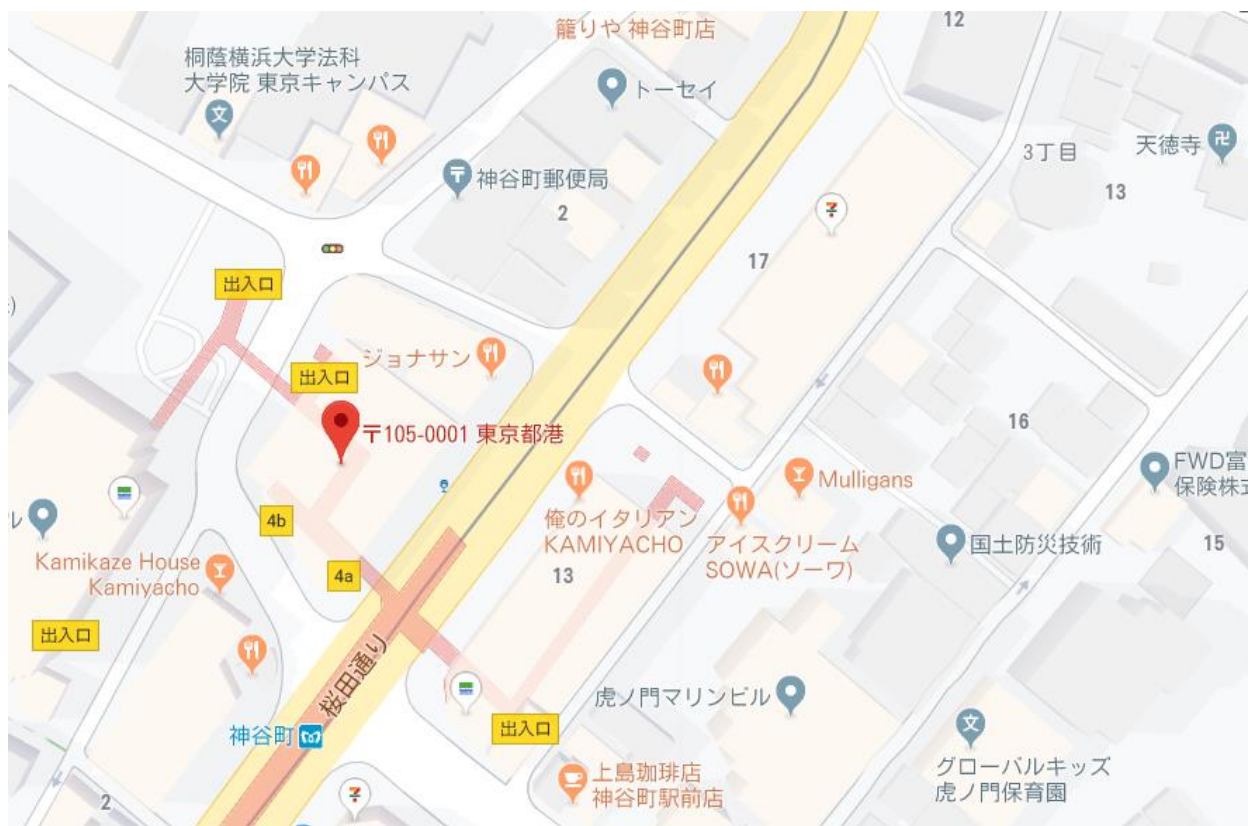 12
籠りや 神谷町店
桐蔭横浜大学法科
大学院 東京キャンパス
文
トーセイ
3丁目
天徳寺
13
神谷町郵便局
2
7
17
出入口
ジョナサン
出入口
〒105-0001 東京都港
16
FWD富
保険株式
Mulligans
俺のイタリアン
KAMIYACHO
アイスクリーム
SOWA(ソーワ)
国土防災技術
15
4b
ル
Kamikaze House
Kamiyacho
4a
13
出入口
桜田通り
虎ノ門マリンビル
神谷町
出入口
文
上島珈琲店
神谷町駅前店
グローバルキッズ
虎ノ門保育園
7
2